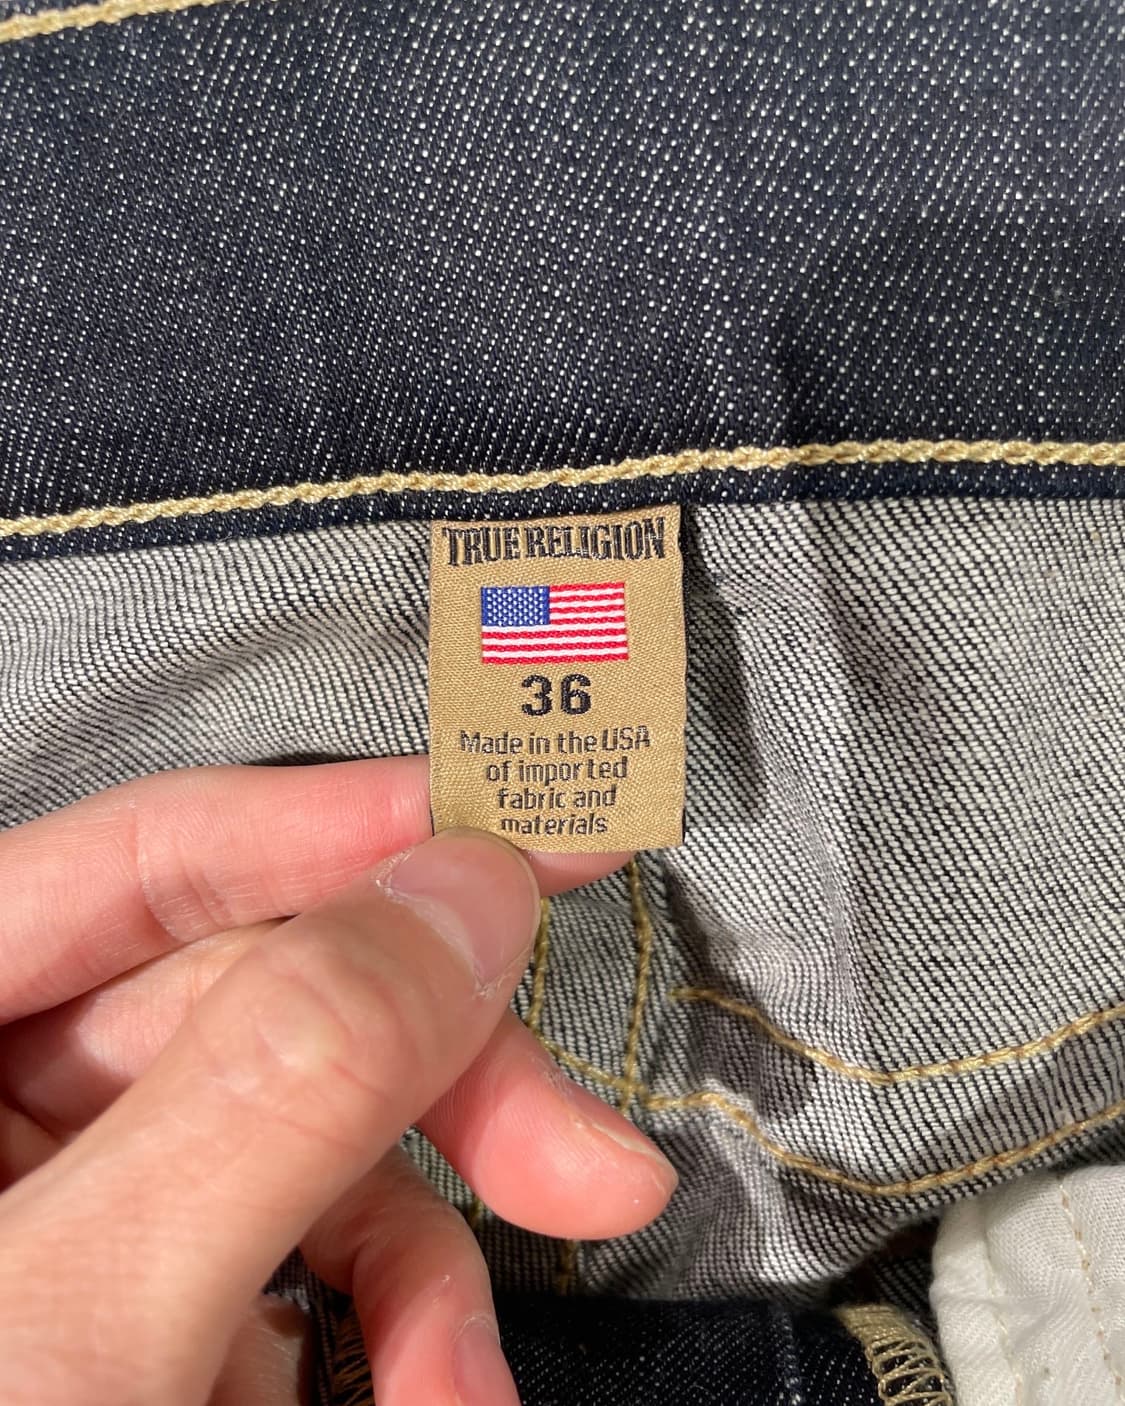 TRUE RELIGION
36
Made in the USA
of imported
fabric and
materials